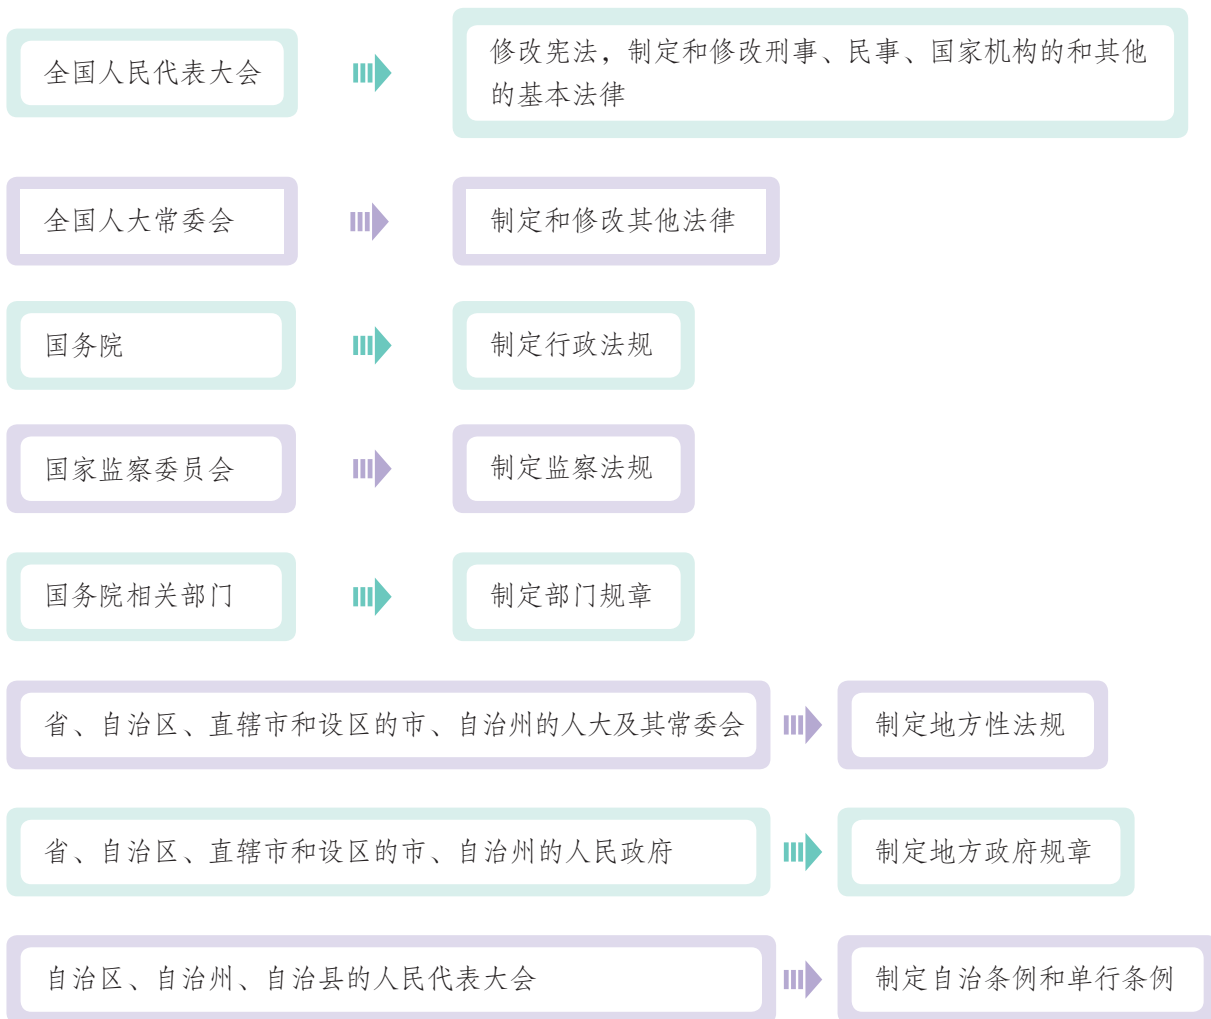 全国人民代表大会
修改宪法，制定和修改刑事、民事、国家机构的和其他
的基本法律
全国人大常委会
制定和修改其他法律
国务院
制定行政法规
国家监察委员会
制定监察法规
国务院相关部门
制定部门规章
省、自治区、直辖市和设区的市、自治州的人大及其常委会
制定地方性法规
省、自治区、直辖市和设区的市、自治州的人民政府
制定地方政府规章
自治区、自治州、自治县的人民代表大会
制定自治条例和单行条例